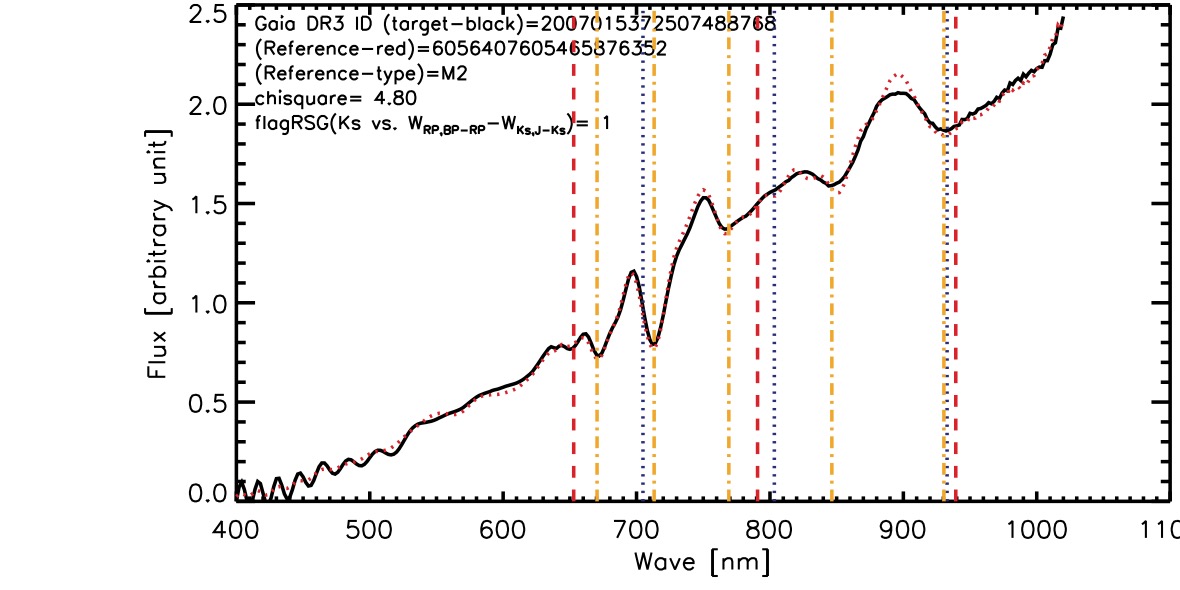 Gaia DR3 ID (target-black)=2007015372507488768
(Reference-red)=6056407605465876352
(Reference-type)=M2
chisquare= 4.80
flagRSG(Ks vs. WRP,BP-RP-WKs,J-Ks)= 1
2.5
2.0
1.5
1.0
0.5
0.0
Flux [arbitrary unit]
400 500 600 700 800 900 1000 110
Wave [nm]